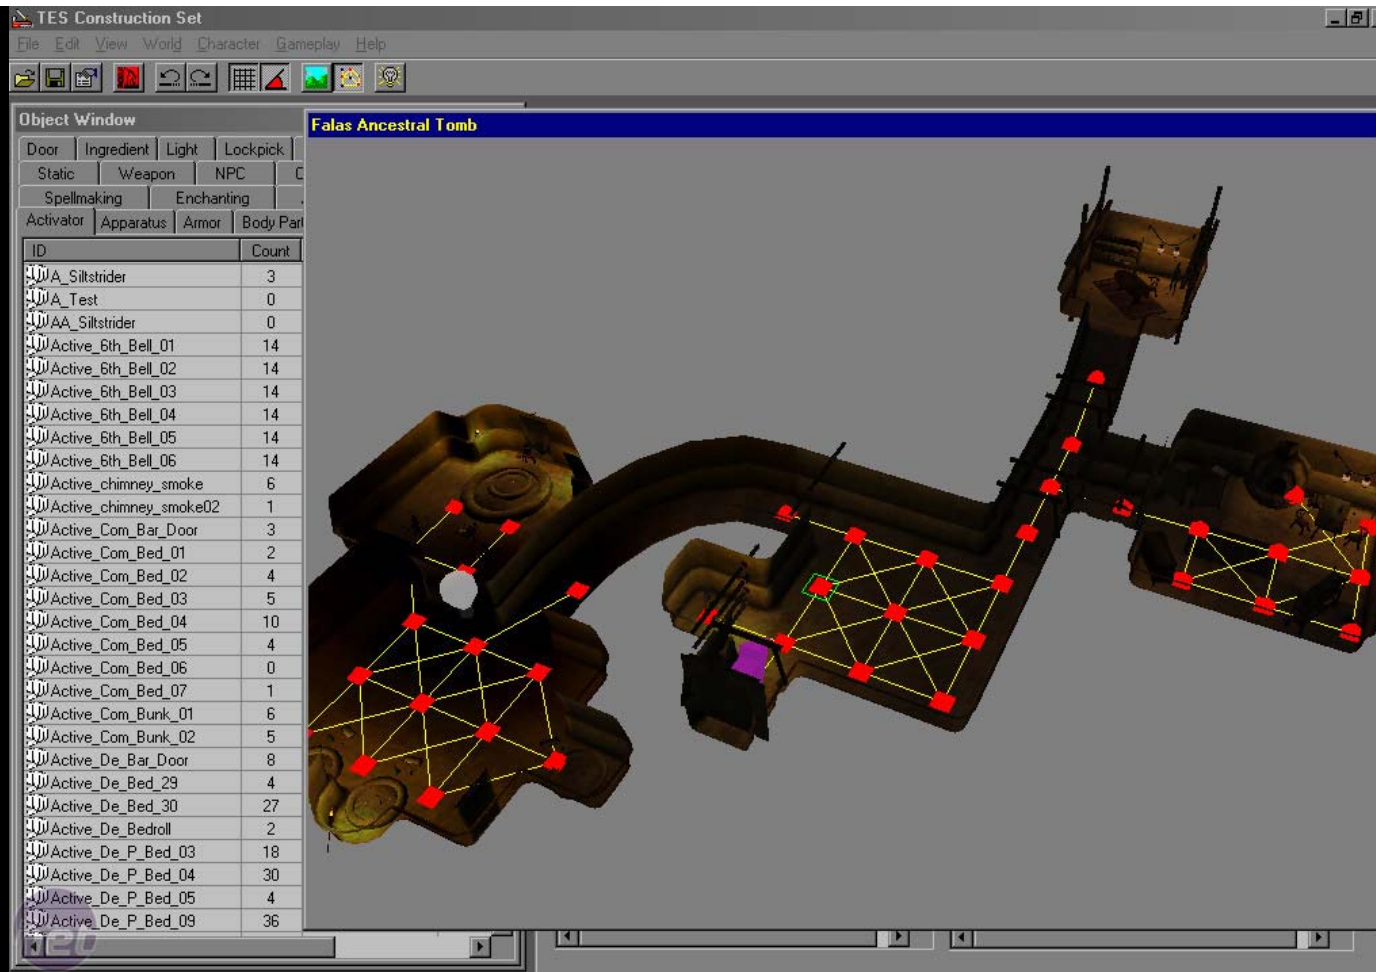 TES Construction Set
File Edit View World Character Gameplay Help
Object Window
Falas Ancestral Tomb
Door Ingredient Light Lockpick
Static Weapon NPC
Spellmaking Enchanting
Activator Apparatus Armor Body Part
ID Count
A_Siltstrider 3
A_Test 0
AA_Siltstrider 0
Active_6th_Bell_01 14
Active_6th_Bell_02 14
Active_6th_Bell_03 14
Active_6th_Bell_04 14
Active_6th_Bell_05 14
Active_6th_Bell_06 14
Active_chimney_smoke 6
Active_chimney_smoke02 1
Active_Com_Bar_Door 3
Active_Com_Bed_01 2
Active_Com_Bed_02 4
Active_Com_Bed_03 5
Active_Com_Bed_04 10
Active_Com_Bed_05 4
Active_Com_Bed_06 0
Active_Com_Bed_07 1
Active_Com_Bunk_01 6
Active_Com_Bunk_02 5
Active_De_Bar_Door 8
Active_De_Bed_29 4
Active_De_Bed_30 27
Active_De_Bedroll 2
Active_De_P_Bed_03 18
Active_De_P_Bed_04 30
Active_De_P_Bed_05 4
Active_De_P_Bed_09 36